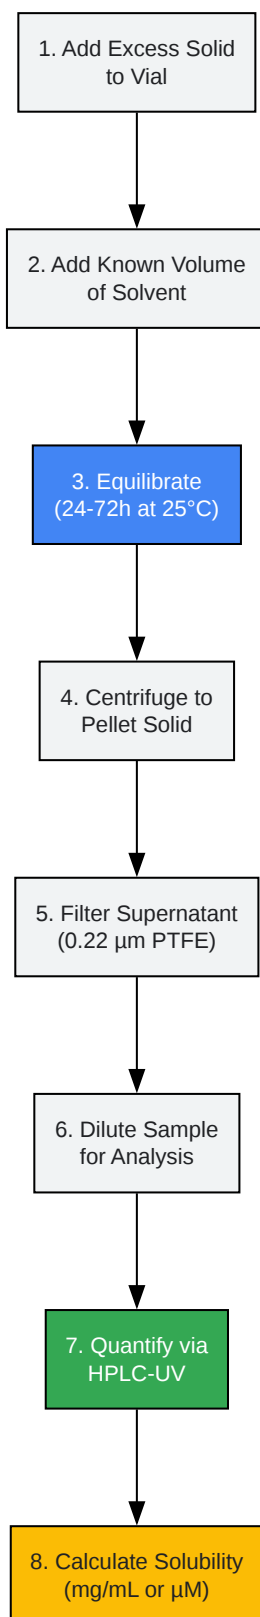 1. Add Excess Solid
to Vial
2. Add Known Volume
of Solvent
3. Equilibrate
(24-72h at 25°C)
4. Centrifuge to
Pellet Solid
5. Filter Supernatant
(0.22 µm PTFE)
6. Dilute Sample
for Analysis
7. Quantify via
HPLC-UV
8. Calculate Solubility
(mg/mL or µM)